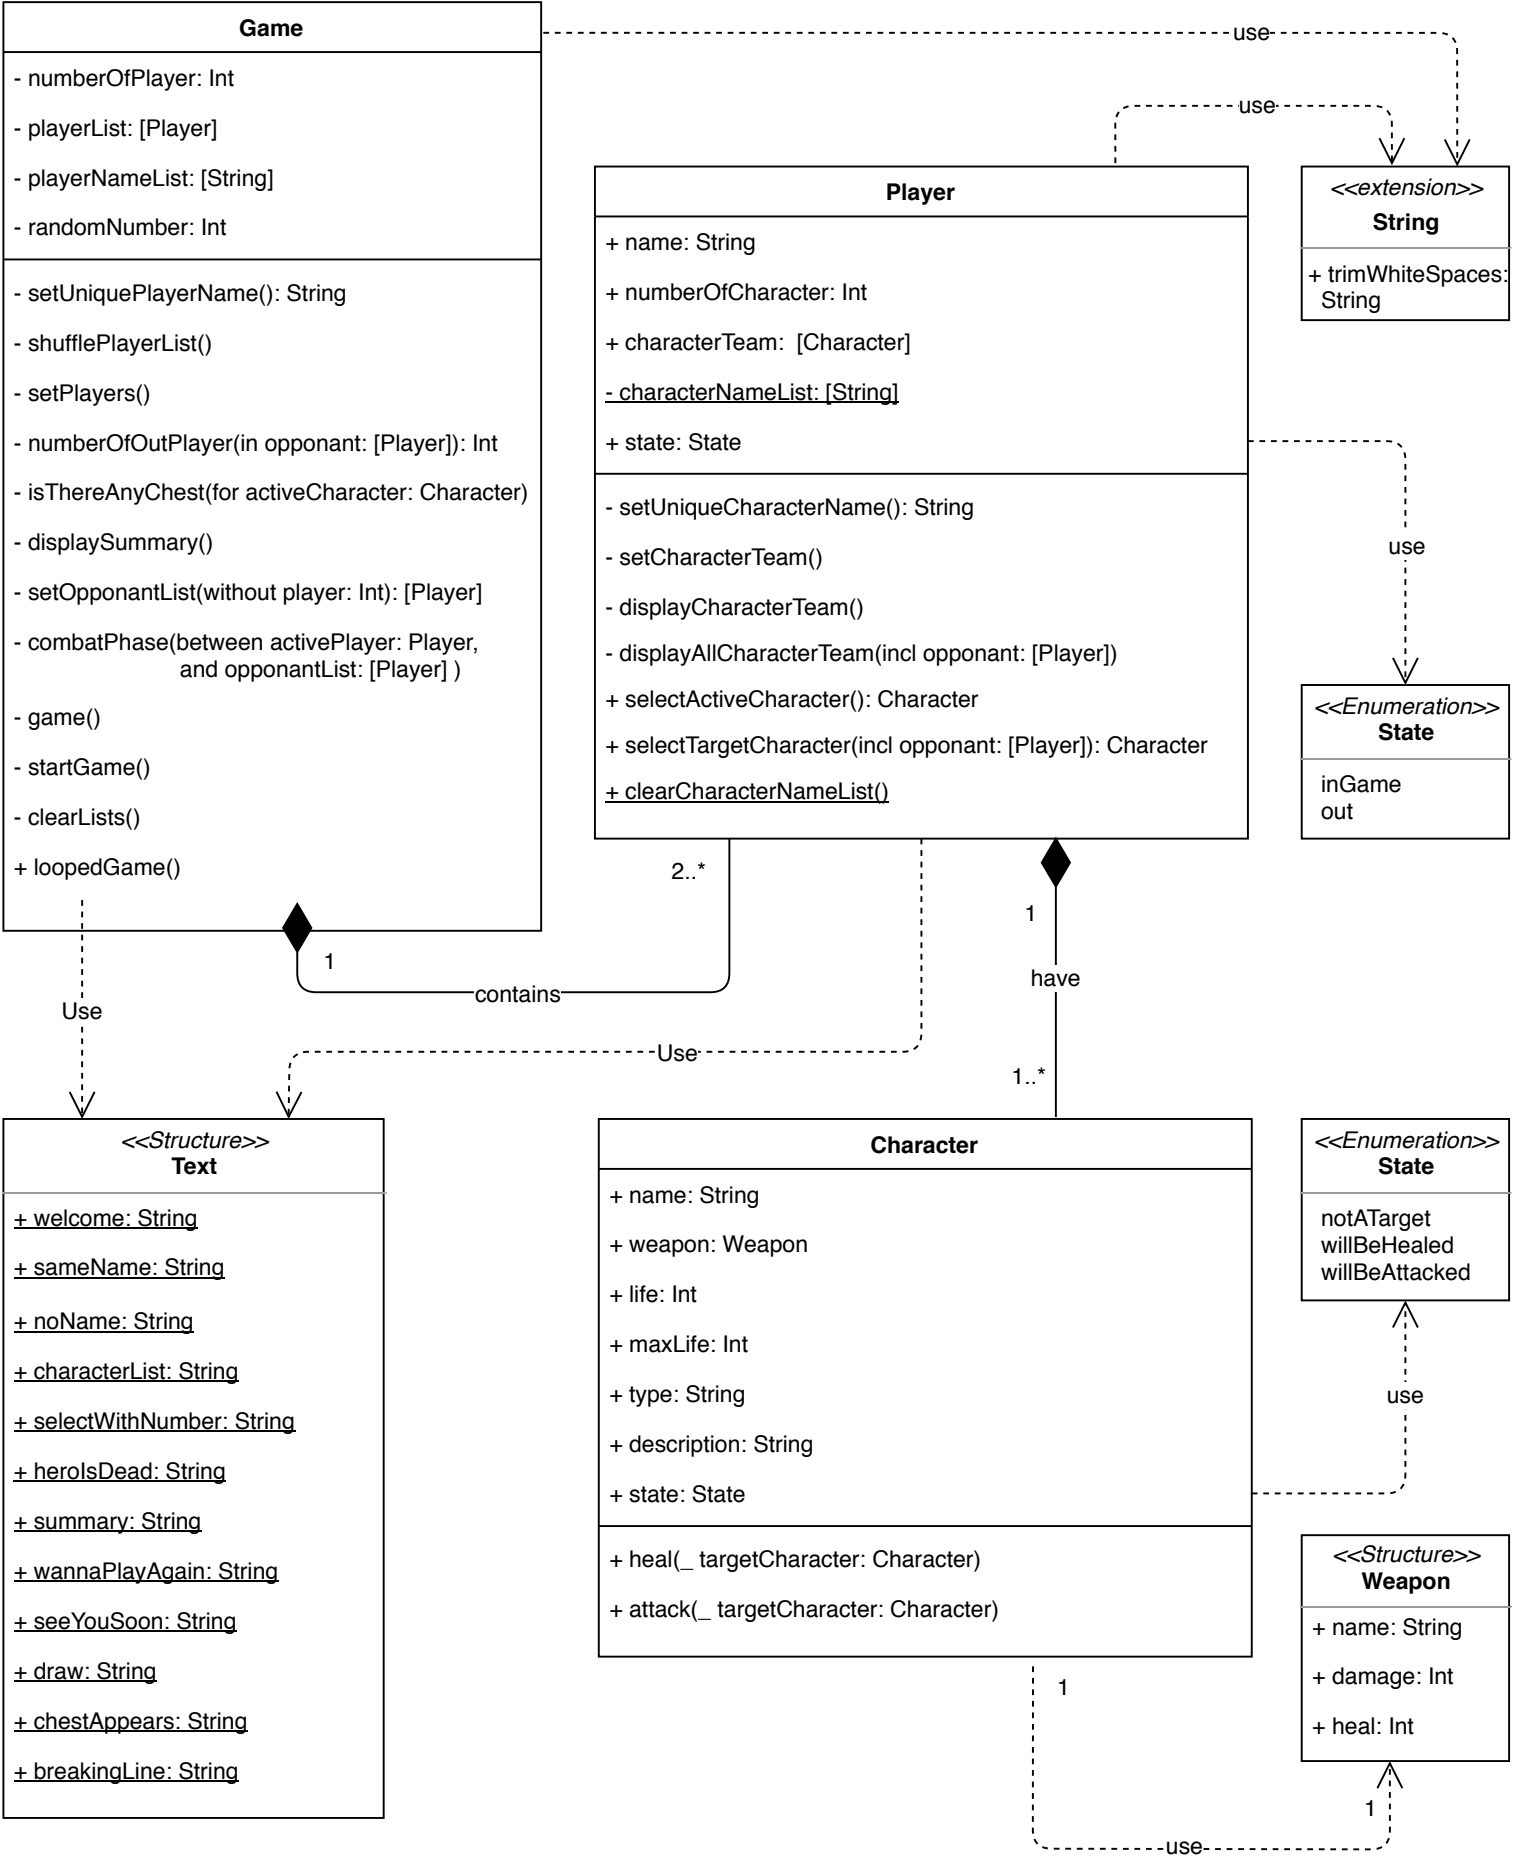 Game
- numberOfPlayer: Int
- playerList: [Player]
- playerNameList: [String]
- randomNumber: Int
- setUniquePlayerName(): String
- shufflePlayerList()
- setPlayers()
- numberOfOutPlayer(in opponant: [Player]): Int
- isThereAnyChest(for activeCharacter: Character)
- displaySummary()
- setOpponantList(without player: Int): [Player]
- combatPhase(between activePlayer: Player,
and opponantList: [Player] )
- game()
- startGame()
- clearLists()
+ loopedGame()
use
use
Player
+ name: String
+ numberOfCharacter: Int
+ characterTeam:  [Character]
- characterNameList: [String]
+ state: State
- setUniqueCharacterName(): String
- setCharacterTeam()
- displayCharacterTeam()
- displayAllCharacterTeam(incl opponant: [Player])
+ selectActiveCharacter(): Character
+ selectTargetCharacter(incl opponant: [Player]): Character
+ clearCharacterNameList()
<<extension>>
String
+ trimWhiteSpaces:
String
use
<<Enumeration>>
State
inGame
out
2..*
1
contains
1
have
1..*
Use
Use
<<Structure>>
Text
+ welcome: String
+ sameName: String
+ noName: String
+ characterList: String
+ selectWithNumber: String
+ heroIsDead: String
+ summary: String
+ wannaPlayAgain: String
+ seeYouSoon: String
+ draw: String
+ chestAppears: String
+ breakingLine: String
Character
+ name: String
+ weapon: Weapon
+ life: Int
+ maxLife: Int
+ type: String
+ description: String
+ state: State
+ heal(_ targetCharacter: Character)
+ attack(_ targetCharacter: Character)
<<Enumeration>>
State
notATarget
willBeHealed
willBeAttacked
use
<<Structure>>
Weapon
+ name: String
+ damage: Int
+ heal: Int
1
1
use